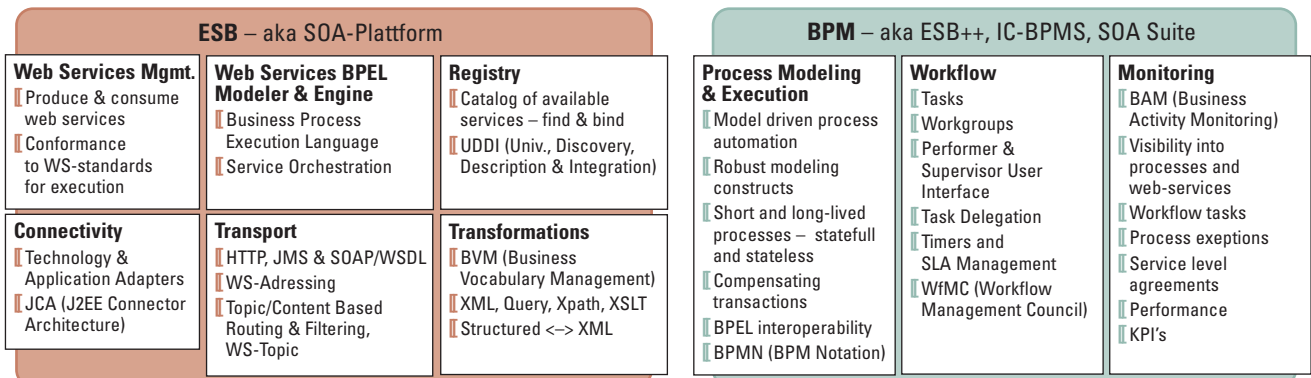 ESB – aka SOA-Plattform
Web Services Mgmt.
Produce & consume
web services
Conformance
to WS-standards
for execution
Web Services BPEL
Modeler & Engine
Business Process
Execution Language
Service Orchestration
Registry
Catalog of available
services – find & bind
UDDI (Univ., Discovery,
Description & Integration)
Connectivity
Technology &
Application Adapters
JCA (J2EE Connector
Architecture)
Transport
HTTP, JMS & SOAP/WSDL
WS-Adressing
Topic/Content Based
Routing & Filtering,
WS-Topic
Transformations
BVM (Business
Vocabulary Management)
XML, Query, Xpath, XSLT
Structured <–> XML
BPM – aka ESB++, IC-BPMS, SOA Suite
Process Modeling
& Execution
Model driven process
automation
Robust modeling
constructs
Short and long-lived
processes – statefull
and stateless
Compensating
transactions
BPEL interoperability
BPMN (BPM Notation)
Workflow
Tasks
Workgroups
Performer &
Supervisor User
Interface
Task Delegation
Timers and
SLA Management
WfMC (Workflow
Management Council)
Monitoring
BAM (Business
Activity Monitoring)
Visibility into
processes and
web-services
Workflow tasks
Process exeptions
Service level
agreements
Performance
KPI's